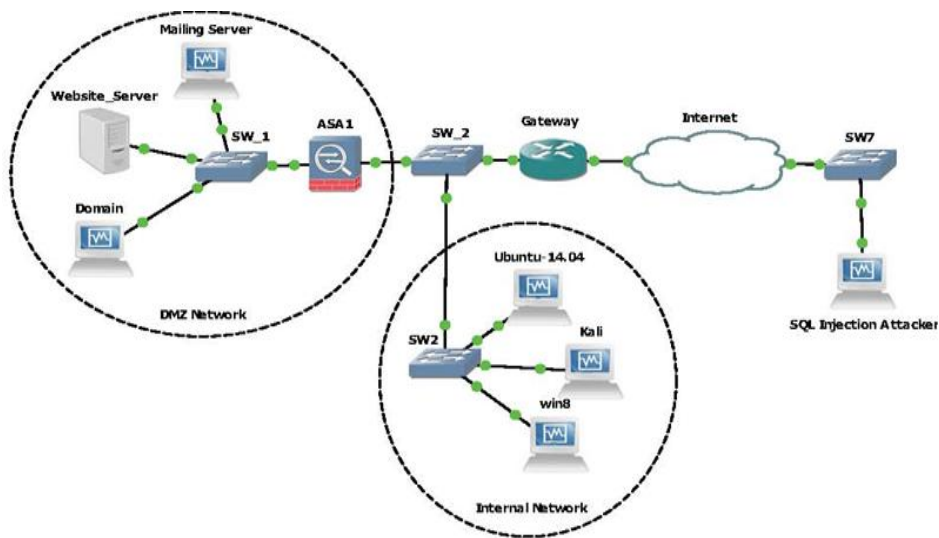 Mailing Server
Website_Server
SW_1
ASA1
SW_2
Gateway
Internet
SW7
Domain
DMZ Network
Ubuntu-14.04
SQL Injection Attacker
SW2
Kali
win8
Internal Network